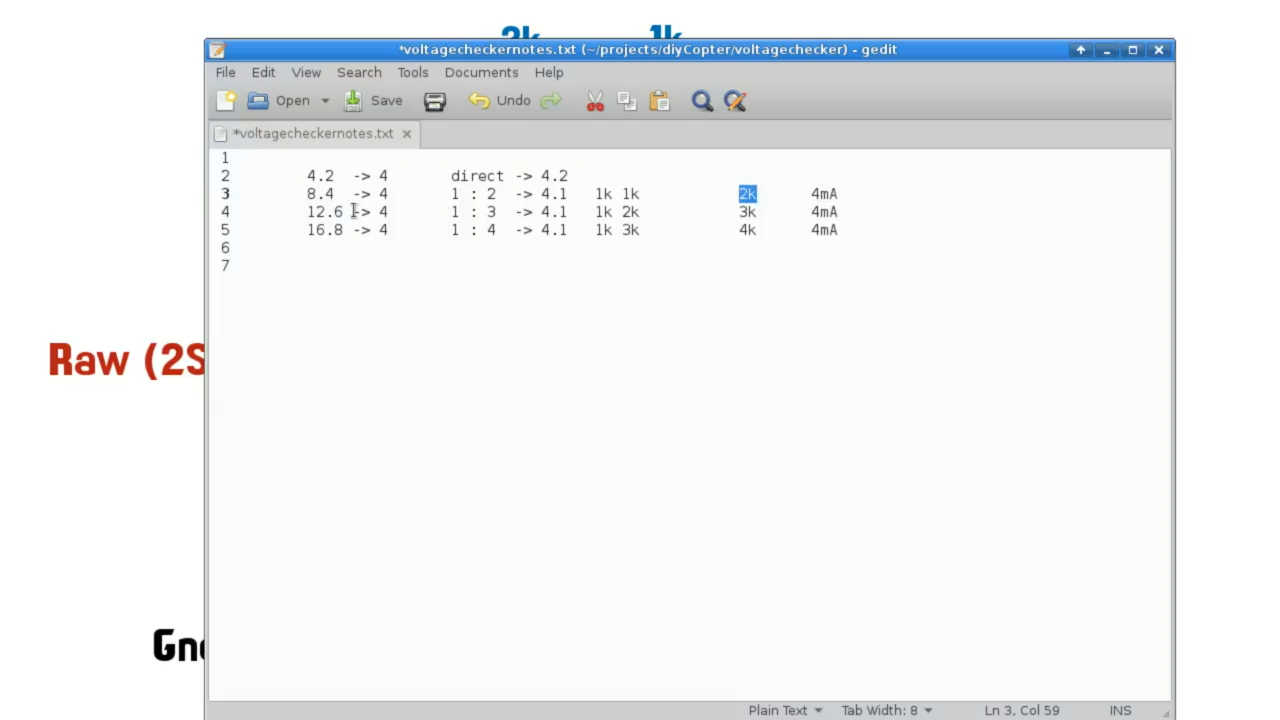 2k 1k
*voltagecheckernotes.txt (~/projects/diyCopter/voltagechecker) - gedit
File Edit View Search Tools Documents Help
Open Save Undo
*voltagecheckernotes.txt
1
2 4.2 -> 4 direct -> 4.2
3 8.4 -> 4 1 : 2 -> 4.1 1k 1k 2k 4mA
4 12.6 -> 4 1 : 3 -> 4.1 1k 2k 3k 4mA
5 16.8 -> 4 1 : 4 -> 4.1 1k 3k 4k 4mA
6
7
Raw (2S
Gn
Plain Text Tab Width: 8 Ln 3, Col 59 INS